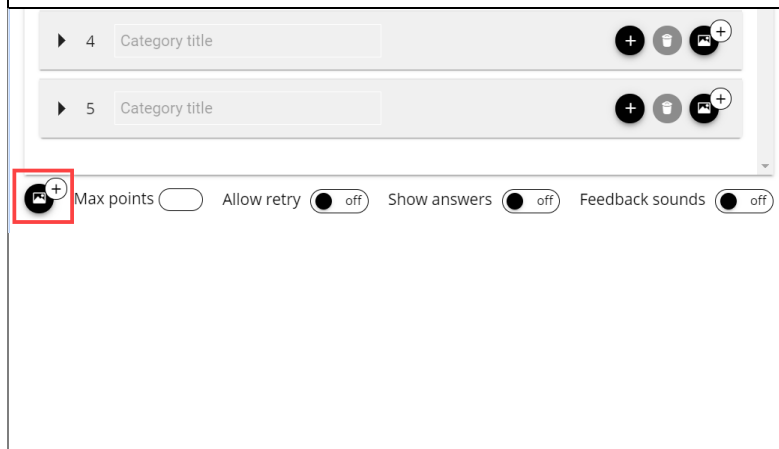 4 Category title
5 Category title
Max points Allow retry off Show answers off Feedback sounds off